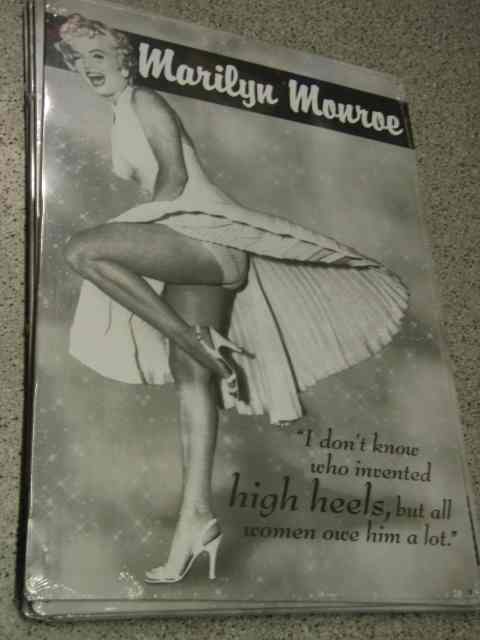 Marilyn Monroe
"I don't know
who invented
high heels, but all
women owe him a lot."